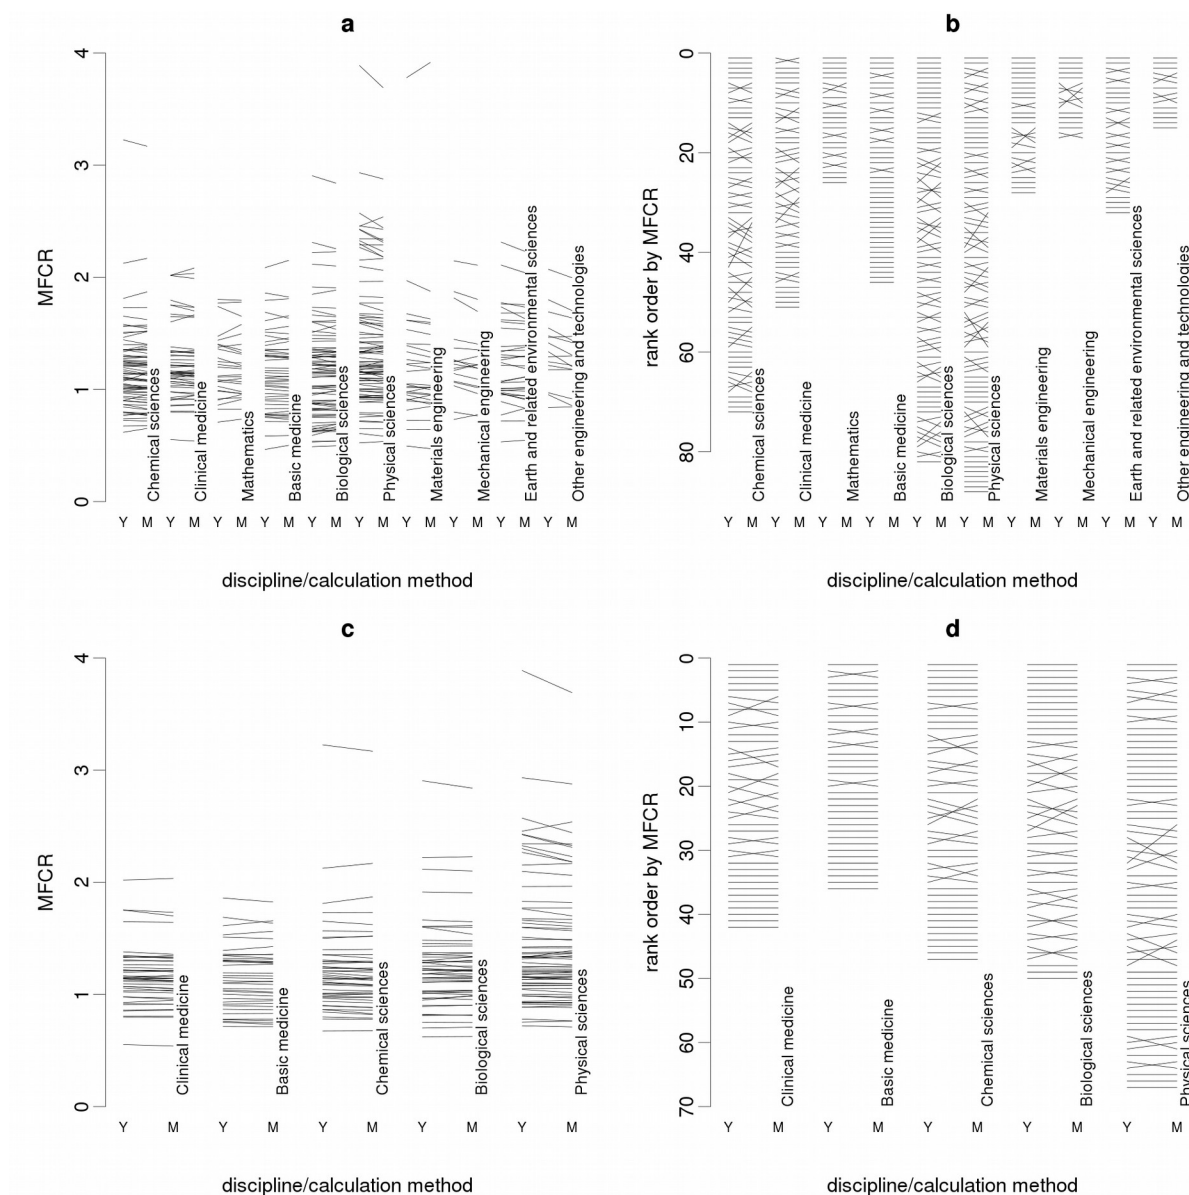 a
4
3
2
1
0
MFCR
Chemical sciences
Clinical medicine
Mathematics
Basic medicine
Biological sciences
Physical sciences
Materials engineering
Mechanical engineering
Earth and related environmental sciences
Other engineering and technologies
Y M Y M Y M Y M Y M Y M Y M Y M Y M Y M
discipline/calculation method
b
0
20
40
60
80
rank order by MFCR
Chemical sciences
Clinical medicine
Mathematics
Basic medicine
Biological sciences
Physical sciences
Materials engineering
Mechanical engineering
Earth and related environmental sciences
Other engineering and technologies
Y M Y M Y M Y M Y M Y M Y M Y M Y M Y M
discipline/calculation method
c
4
3
2
1
0
MFCR
Clinical medicine
Basic medicine
Chemical sciences
Biological sciences
Physical sciences
Y M Y M Y M Y M Y M
discipline/calculation method
d
0
10
20
30
40
50
60
70
rank order by MFCR
Clinical medicine
Basic medicine
Chemical sciences
Biological sciences
Physical sciences
Y M Y M Y M Y M Y M
discipline/calculation method